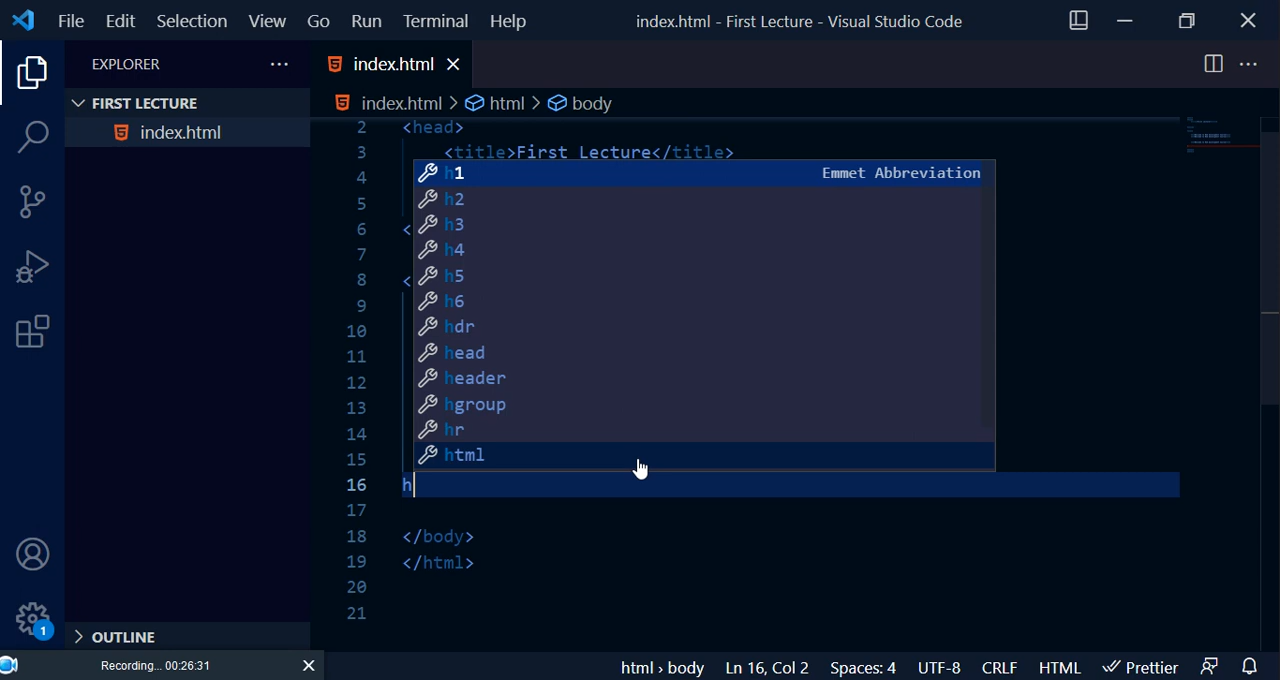 File Edit Selection View Go Run Terminal Help index.html - First Lecture - Visual Studio Code
EXPLORER ··· index.html
FIRST LECTURE index.html > html > body
index.html
2 <head>
3 <title>First Lecture</title>
h1 Emmet Abbreviation
4 h2
5 h3
6 < h4
7 h5
8 < h6
9 hdr
10 head
11 header
12 hgroup
13 hr
14 html
15
16 h
17
18 </body>
19 </html>
20
21
1
OUTLINE
Recording... 00:26:31
html › body Ln 16, Col 2 Spaces: 4 UTF-8 CRLF HTML Prettier